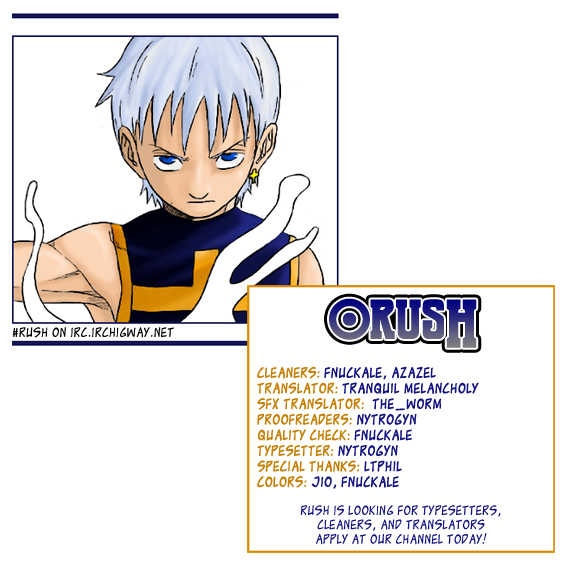 #RUSH ON IRC.IRCHIGWAY.NET
RUSH
CLEANERS: FNUCKALE, AZAZEL
TRANSLATOR: TRANQUIL MELANCHOLY
SFX TRANSLATOR: THE_WORM
PROOFREADERS: NYTROGYN
QUALITY CHECK: FNUCKALE
TYPESETTER: NYTROGYN
SPECIAL THANKS: LTPHIL
COLORS: JIO, FNUCKALE
RUSH IS LOOKING FOR TYPESETTERS,
CLEANERS, AND TRANSLATORS
APPLY AT OUR CHANNEL TODAY!